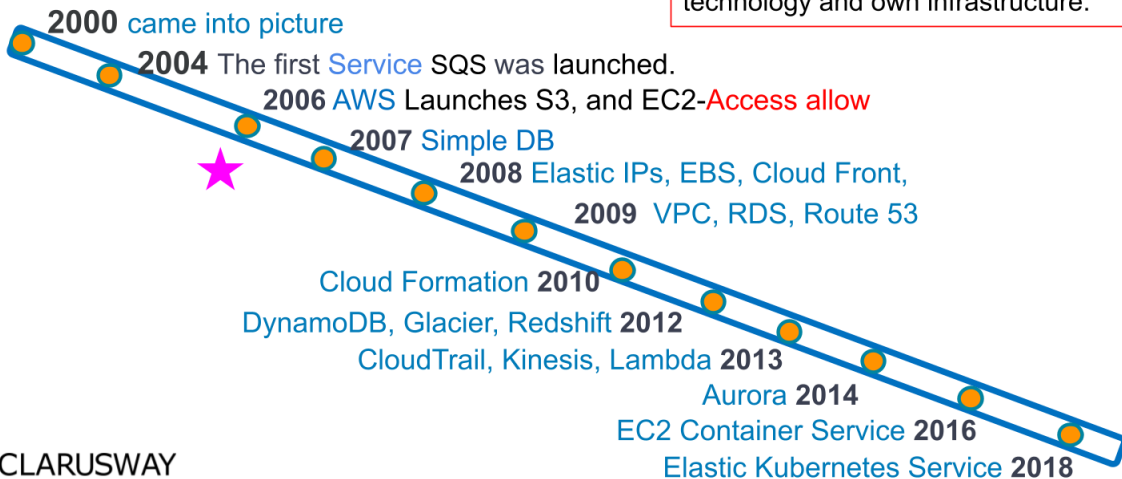 technology and own infrastructure.
2000 came into picture
2004 The first Service SQS was launched.
2006 AWS Launches S3, and EC2-Access allow
2007 Simple DB
2008 Elastic IPs, EBS, Cloud Front,
2009 VPC, RDS, Route 53
Cloud Formation 2010
DynamoDB, Glacier, Redshift 2012
CloudTrail, Kinesis, Lambda 2013
Aurora 2014
EC2 Container Service 2016
Elastic Kubernetes Service 2018
CLARUSWAY